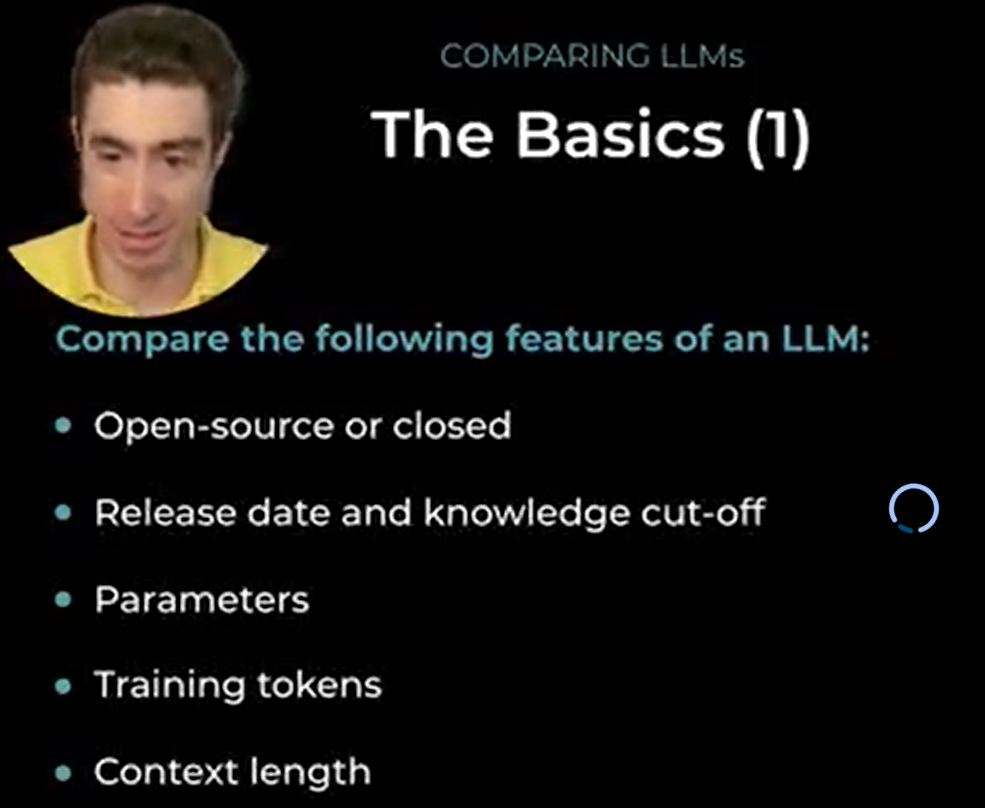 COMPARING LLMs
The Basics (1)
Compare the following features of an LLM:
• Open-source or closed
• Release date and knowledge cut-off
• Parameters
• Training tokens
• Context length